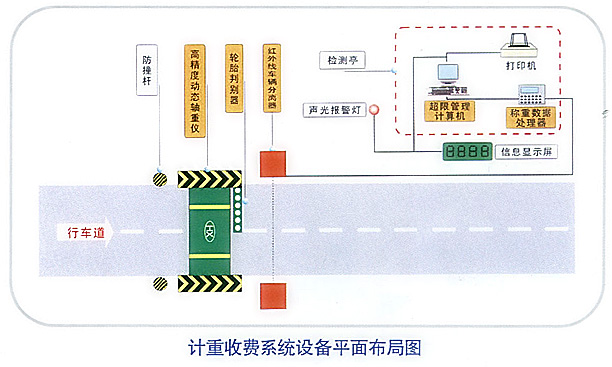 防撞杆
高精度动态轴重仪
轮胎判别器
红外线车辆分离器
检测亭
打印机
超限管理
计算机
称重数据
处理器
声光报警灯
8888
信息显示屏
行车道
计重收费系统设备平面布局图